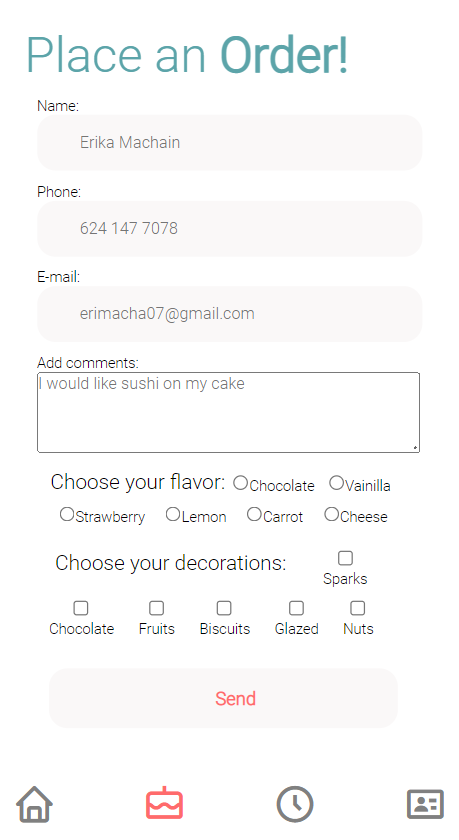 Place an Order!
Name:
Erika Machain
Phone:
624 147 7078
E-mail:
erimacha07@gmail.com
Add comments:
I would like sushi on my cake
Choose your flavor: Chocolate Vainilla
Strawberry Lemon Carrot Cheese
Choose your decorations:
Sparks
Chocolate Fruits Biscuits Glazed Nuts
Send